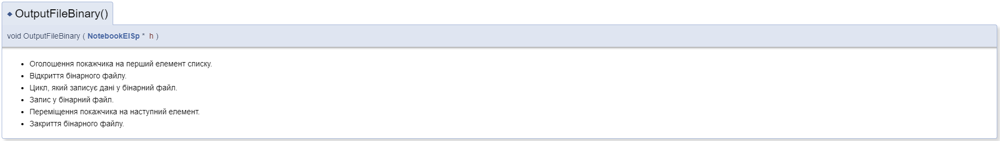 OutputFileBinary()
void OutputFileBinary ( NotebookElSp * h )
Оголошення покажчика на перший елемент списку.
Відкриття бінарного файлу.
Цикл, який записує дані у бінарний файл.
Запис у бінарний файл.
Переміщення покажчика на наступний елемент.
Закриття бінарного файлу.